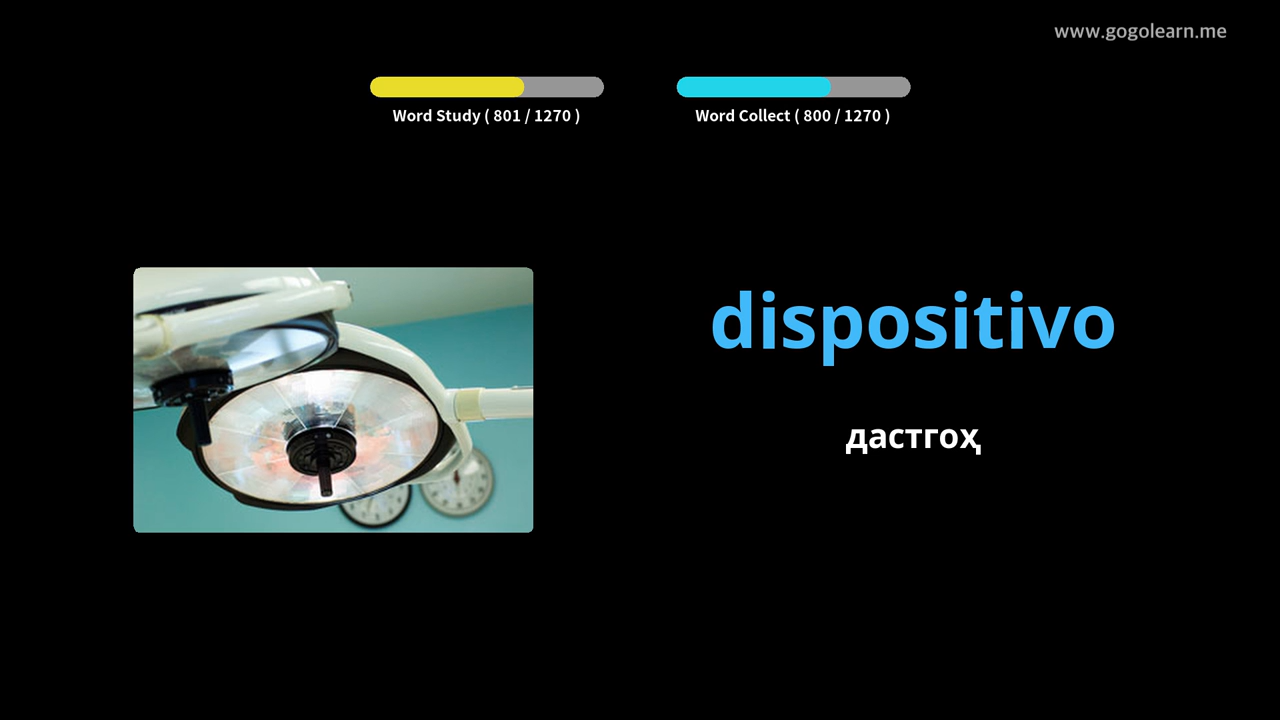 www.gogolearn.me
Word Study ( 801 / 1270 )
Word Collect ( 800 / 1270 )
dispositivo
дастгоҳ